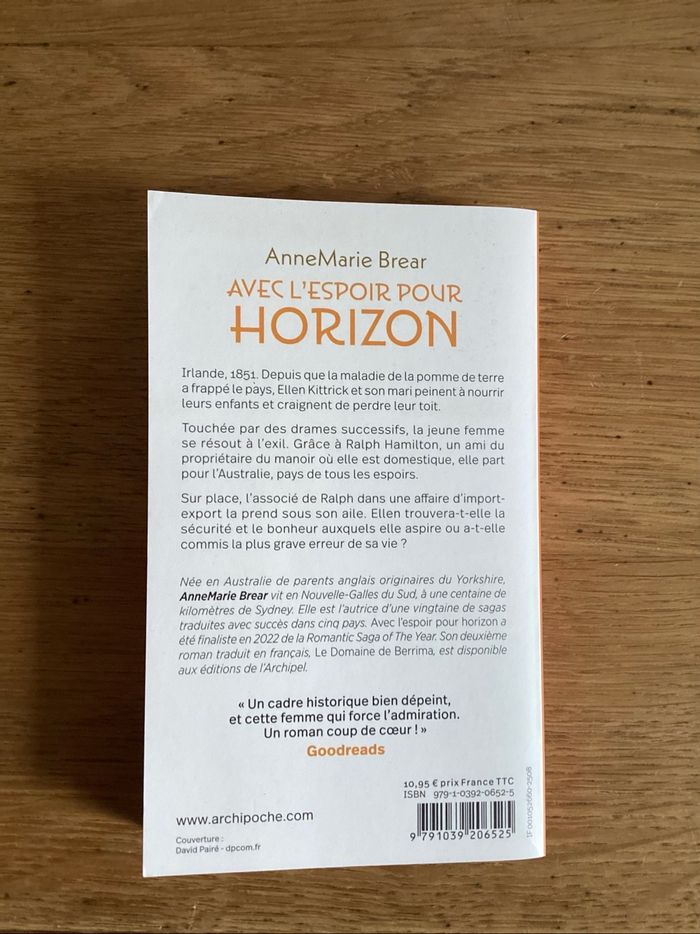 AnneMarie Brear
AVEC L'ESPOIR POUR
HORIZON
Irlande, 1851. Depuis que la maladie de la pomme de terre
a frappé le pays, Ellen Kittrick et son mari peinent à nourrir
leurs enfants et craignent de perdre leur toit.
Touchée par des drames successifs, la jeune femme
se résout à l'exil. Grâce à Ralph Hamilton, un ami du
propriétaire du manoir où elle est domestique, elle part
pour l'Australie, pays de tous les espoirs.
Sur place, l'associé de Ralph dans une affaire d'import-
export la prend sous son aile. Ellen trouvera-t-elle la
sécurité et le bonheur auxquels elle aspire ou a-t-elle
commis la plus grave erreur de sa vie ?
Née en Australie de parents anglais originaires du Yorkshire,
AnneMarie Brear vit en Nouvelle-Galles du Sud, à une centaine de
kilomètres de Sydney. Elle est l'autrice d'une vingtaine de sagas
traduites avec succès dans cinq pays. Avec l'espoir pour horizon a
été finaliste en 2022 de la Romantic Saga of The Year. Son deuxième
roman traduit en français, Le Domaine de Berrima, est disponible
aux éditions de l'Archipel.
« Un cadre historique bien dépeint,
et cette femme qui force l'admiration.
Un roman coup de cœur ! »
Goodreads
10,95 € prix France TTC
ISBN 979-1-0392-0652-5
www.archipoche.com
9 791039 206525
Couverture :
David Pairé - dpcom.fr
IF 001052660-2508